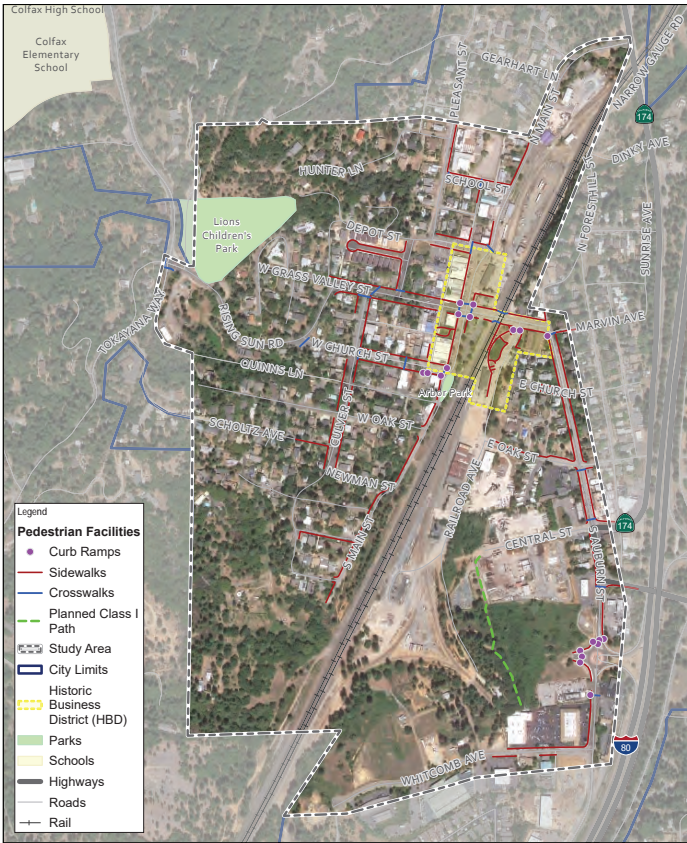 Colfax High School
Colfax
Elementary
School
PLEASANT ST
GEARHART LN
N MAIN ST
NARROW GAUGE RD
174
DINKY AVE
HUNTER LN
SCHOOL ST
N FORESTHILL ST
SUNRISE AVE
Lions
Children's
Park
DEPOT ST
W GRASS VALLEY ST
TOKAYANA WAY
RISING SUN RD
MARVIN AVE
W CHURCH ST
QUINNS LN
E CHURCH ST
Arbor Park
CULVER ST
W OAK ST
SCHOLTZ AVE
E OAK ST
NEWMAN ST
RAILROAD AVE
S MAIN ST
174
CENTRAL ST
S AUBURN ST
80
WHITCOMB AVE
Legend
Pedestrian Facilities
Curb Ramps
Sidewalks
Crosswalks
Planned Class I
Path
Study Area
City Limits
Historic
Business
District (HBD)
Parks
Schools
Highways
Roads
Rail